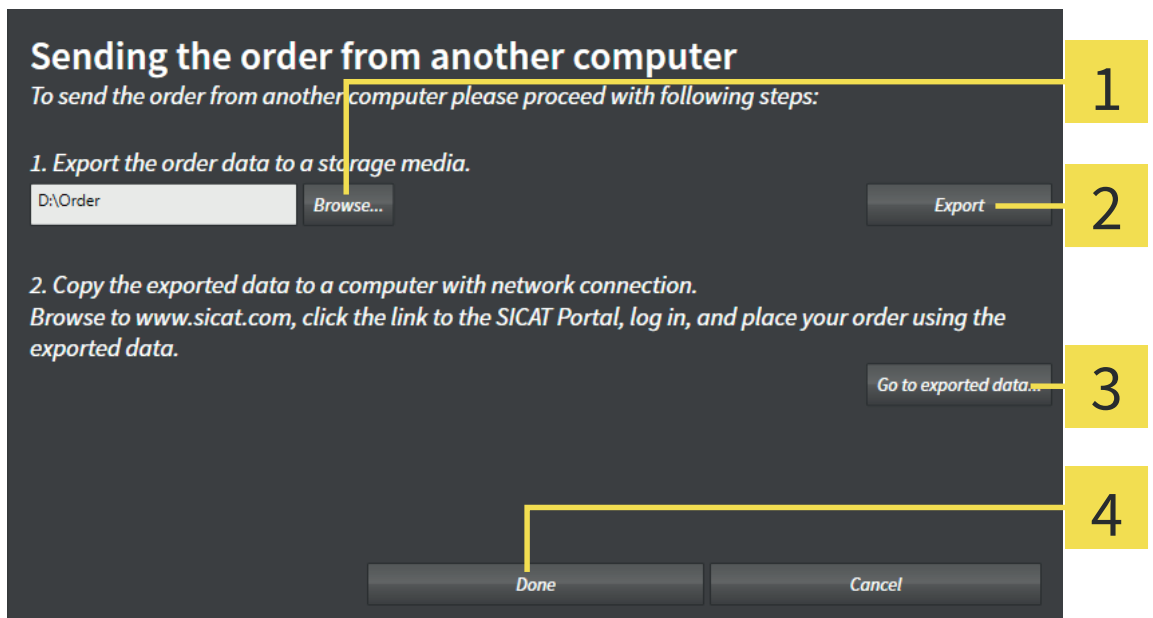 Sending the order from another computer
To send the order from another computer please proceed with following steps:
1
1. Export the order data to a storage media.
D:\Order
Browse...
Export
2
2. Copy the exported data to a computer with network connection.
Browse to www.sicat.com, click the link to the SICAT Portal, log in, and place your order using the
exported data.
Go to exported data...
3
4
Done
Cancel